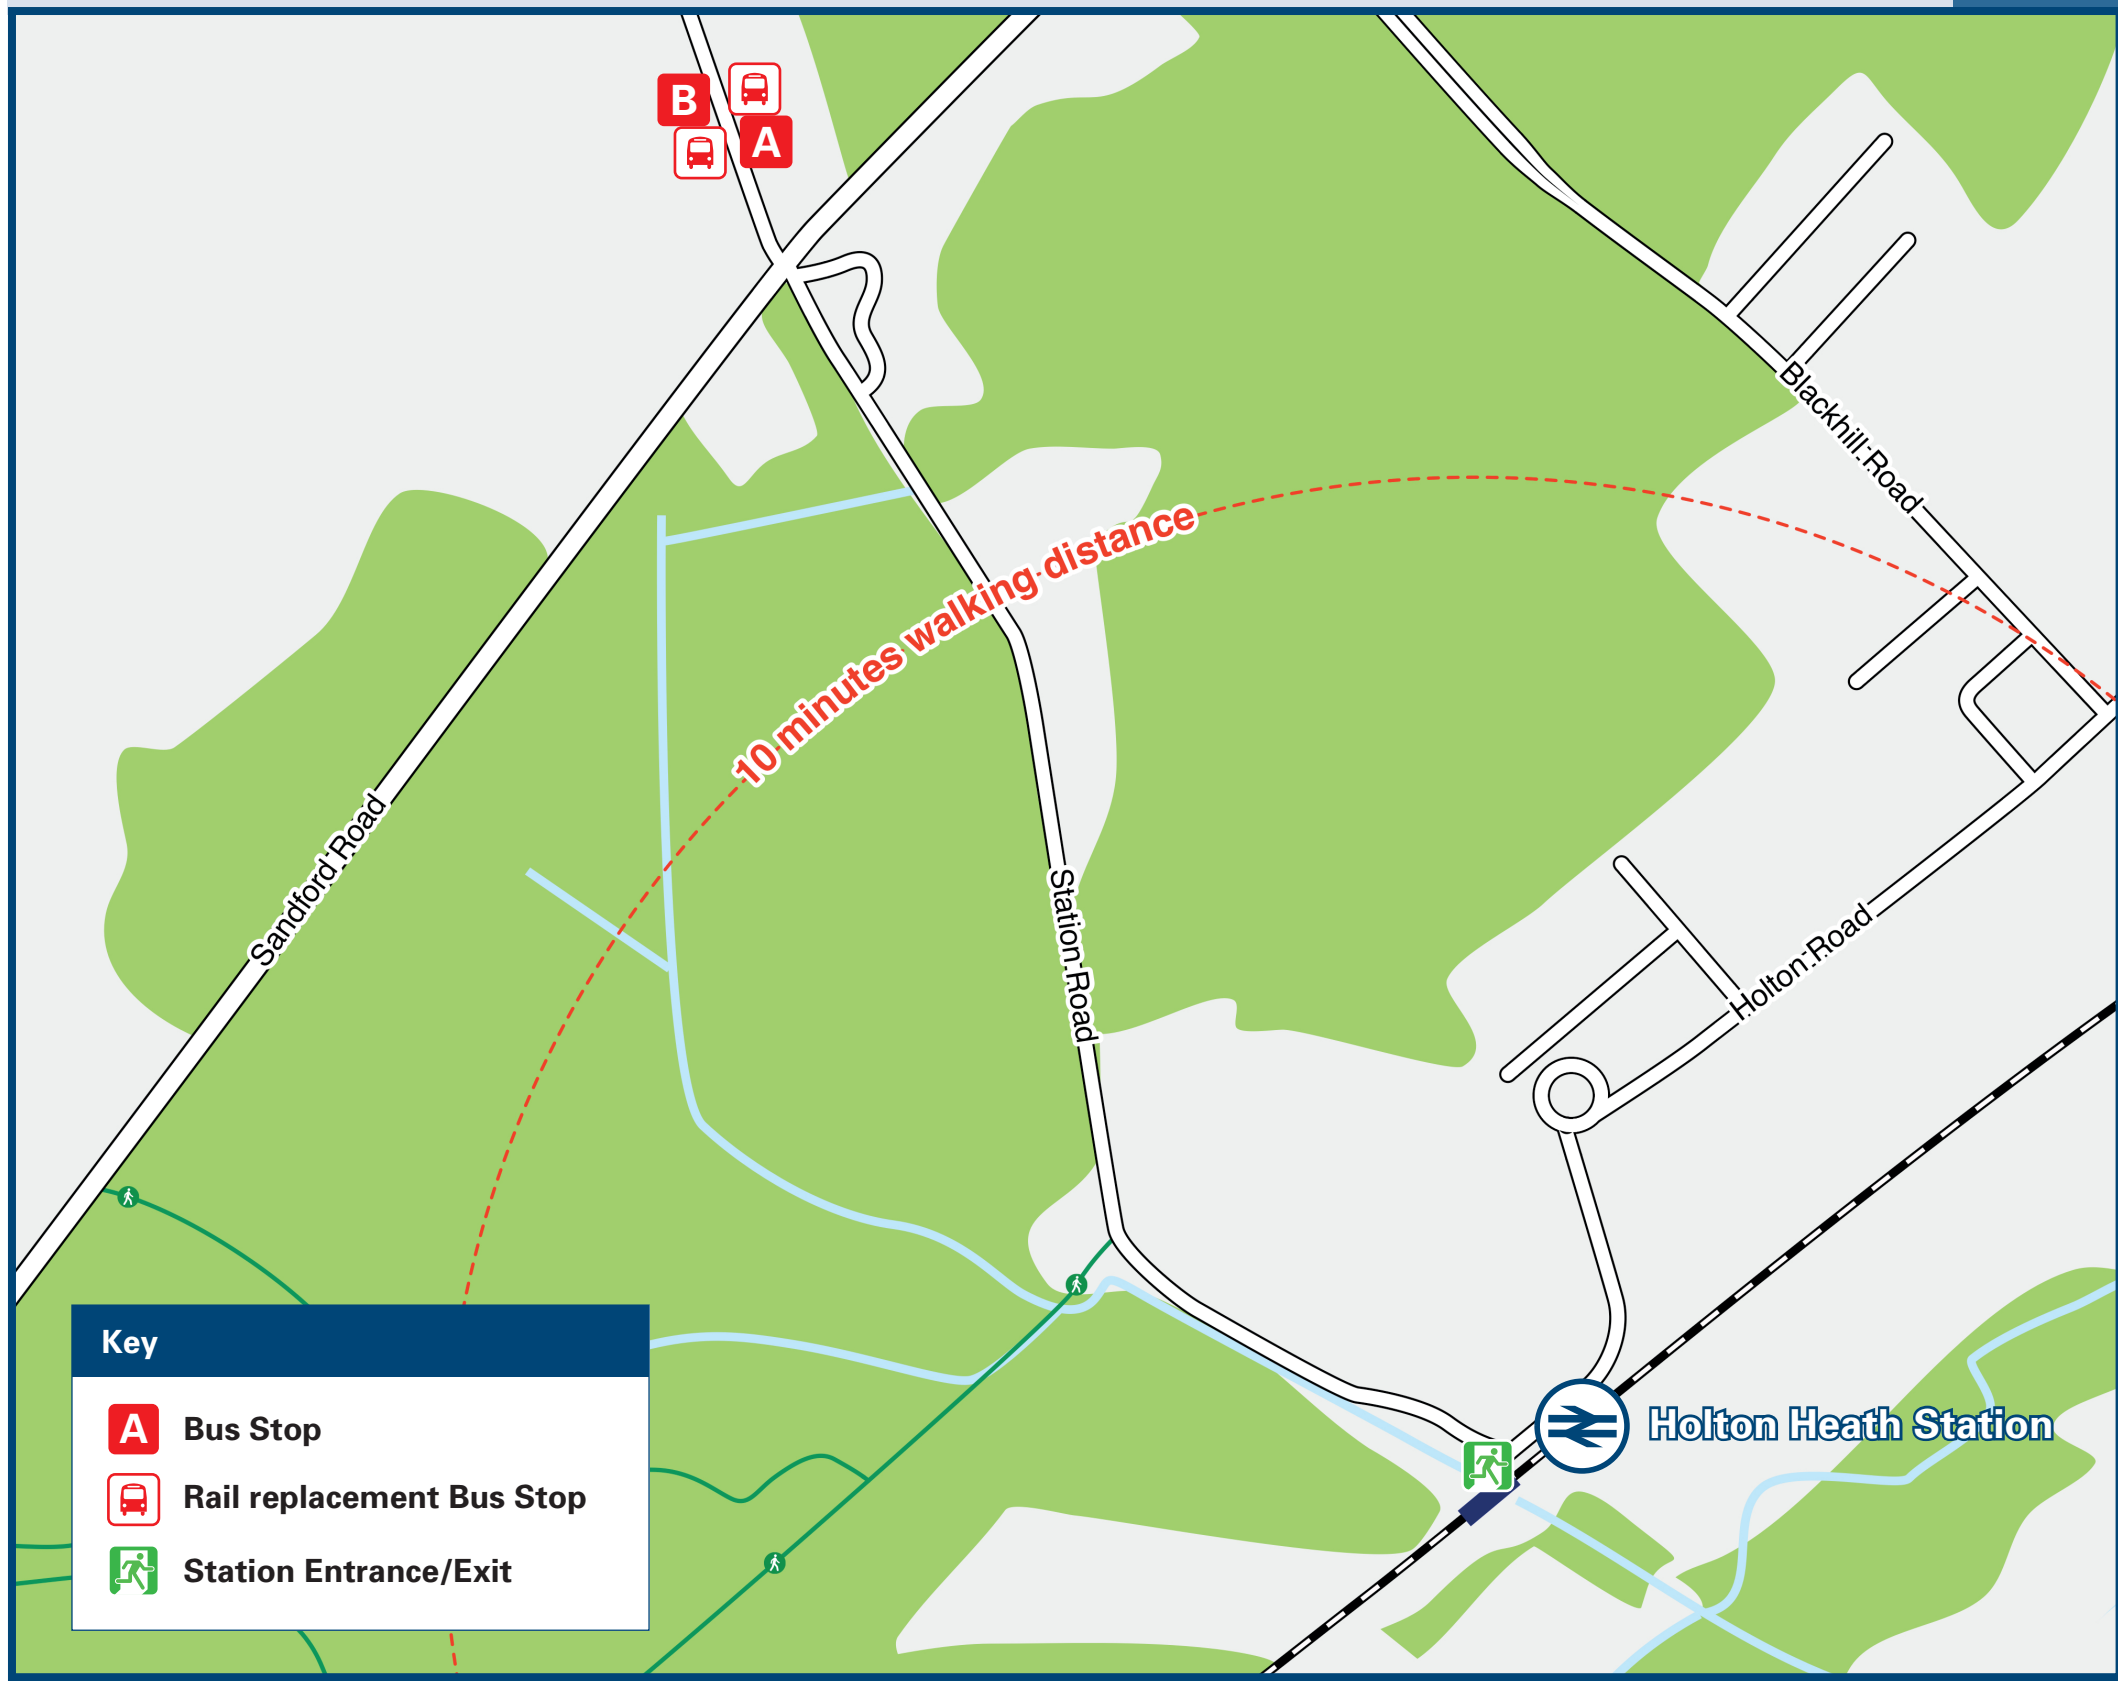 B
A
Blackhill Road
10 minutes walking distance
Sandford Road
Station Road
Holton Road
Holton Heath Station
Key
A Bus Stop
Rail replacement Bus Stop
Station Entrance/Exit